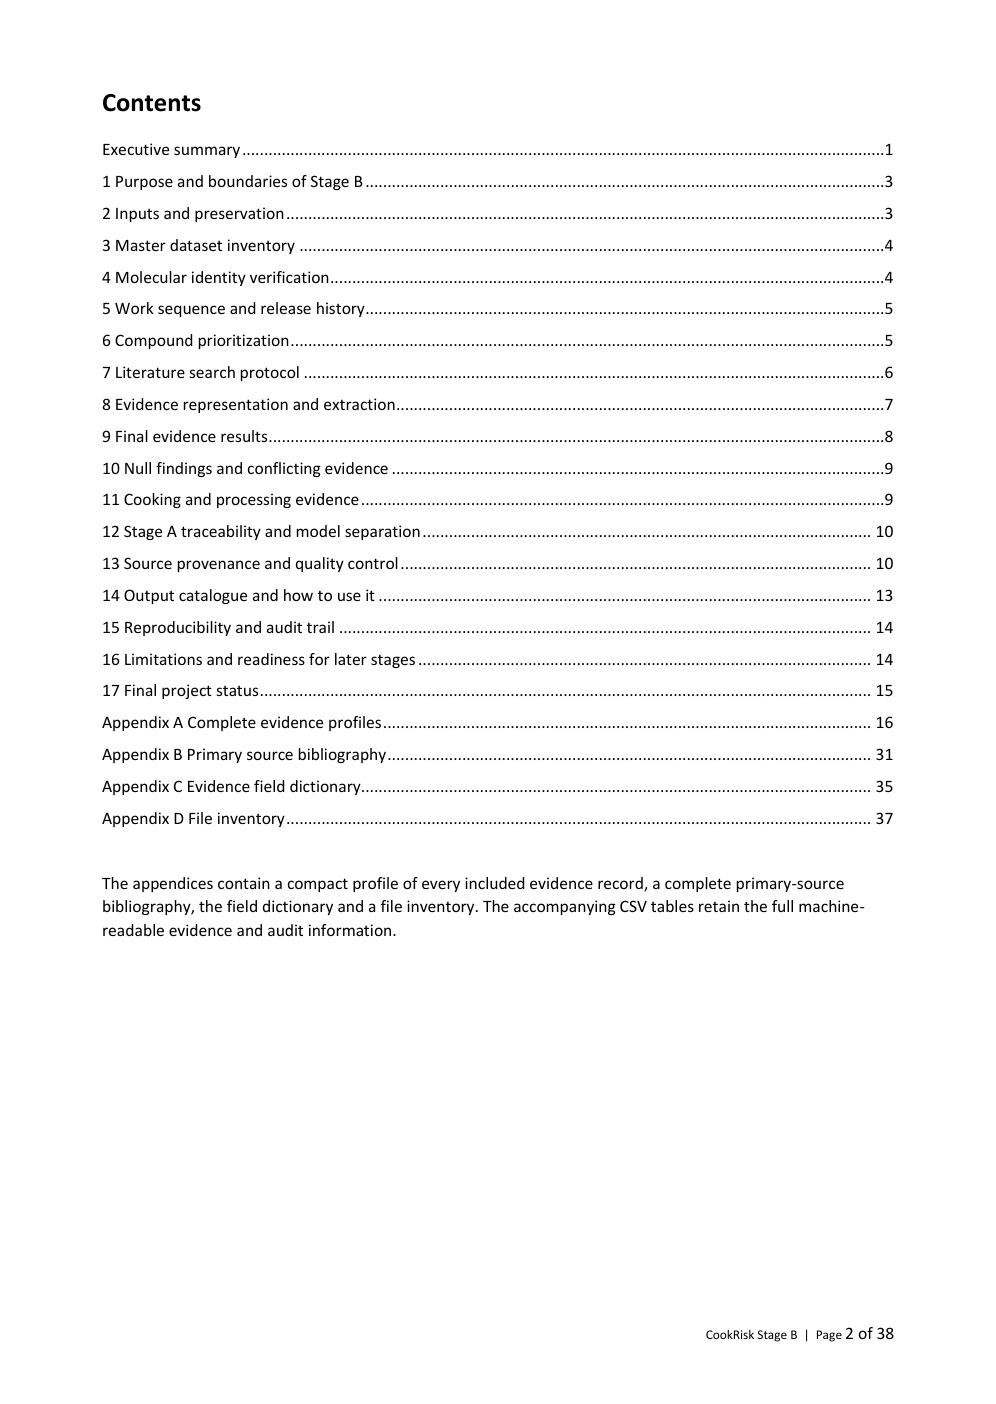 Contents
Executive summary........................................................................................................1
1 Purpose and boundaries of Stage B........................................................................................................3
2 Inputs and preservation........................................................................................................3
3 Master dataset inventory ........................................................................................................4
4 Molecular identity verification........................................................................................................4
5 Work sequence and release history........................................................................................................5
6 Compound prioritization........................................................................................................5
7 Literature search protocol ........................................................................................................6
8 Evidence representation and extraction........................................................................................................7
9 Final evidence results........................................................................................................8
10 Null findings and conflicting evidence ........................................................................................................9
11 Cooking and processing evidence........................................................................................................9
12 Stage A traceability and model separation........................................................................................................ 10
13 Source provenance and quality control........................................................................................................ 10
14 Output catalogue and how to use it ........................................................................................................ 13
15 Reproducibility and audit trail ........................................................................................................ 14
16 Limitations and readiness for later stages........................................................................................................ 14
17 Final project status........................................................................................................ 15
Appendix A Complete evidence profiles........................................................................................................ 16
Appendix B Primary source bibliography........................................................................................................ 31
Appendix C Evidence field dictionary........................................................................................................ 35
Appendix D File inventory........................................................................................................ 37
The appendices contain a compact profile of every included evidence record, a complete primary-source
bibliography, the field dictionary and a file inventory. The accompanying CSV tables retain the full machine-
readable evidence and audit information.
CookRisk Stage B | Page 2 of 38